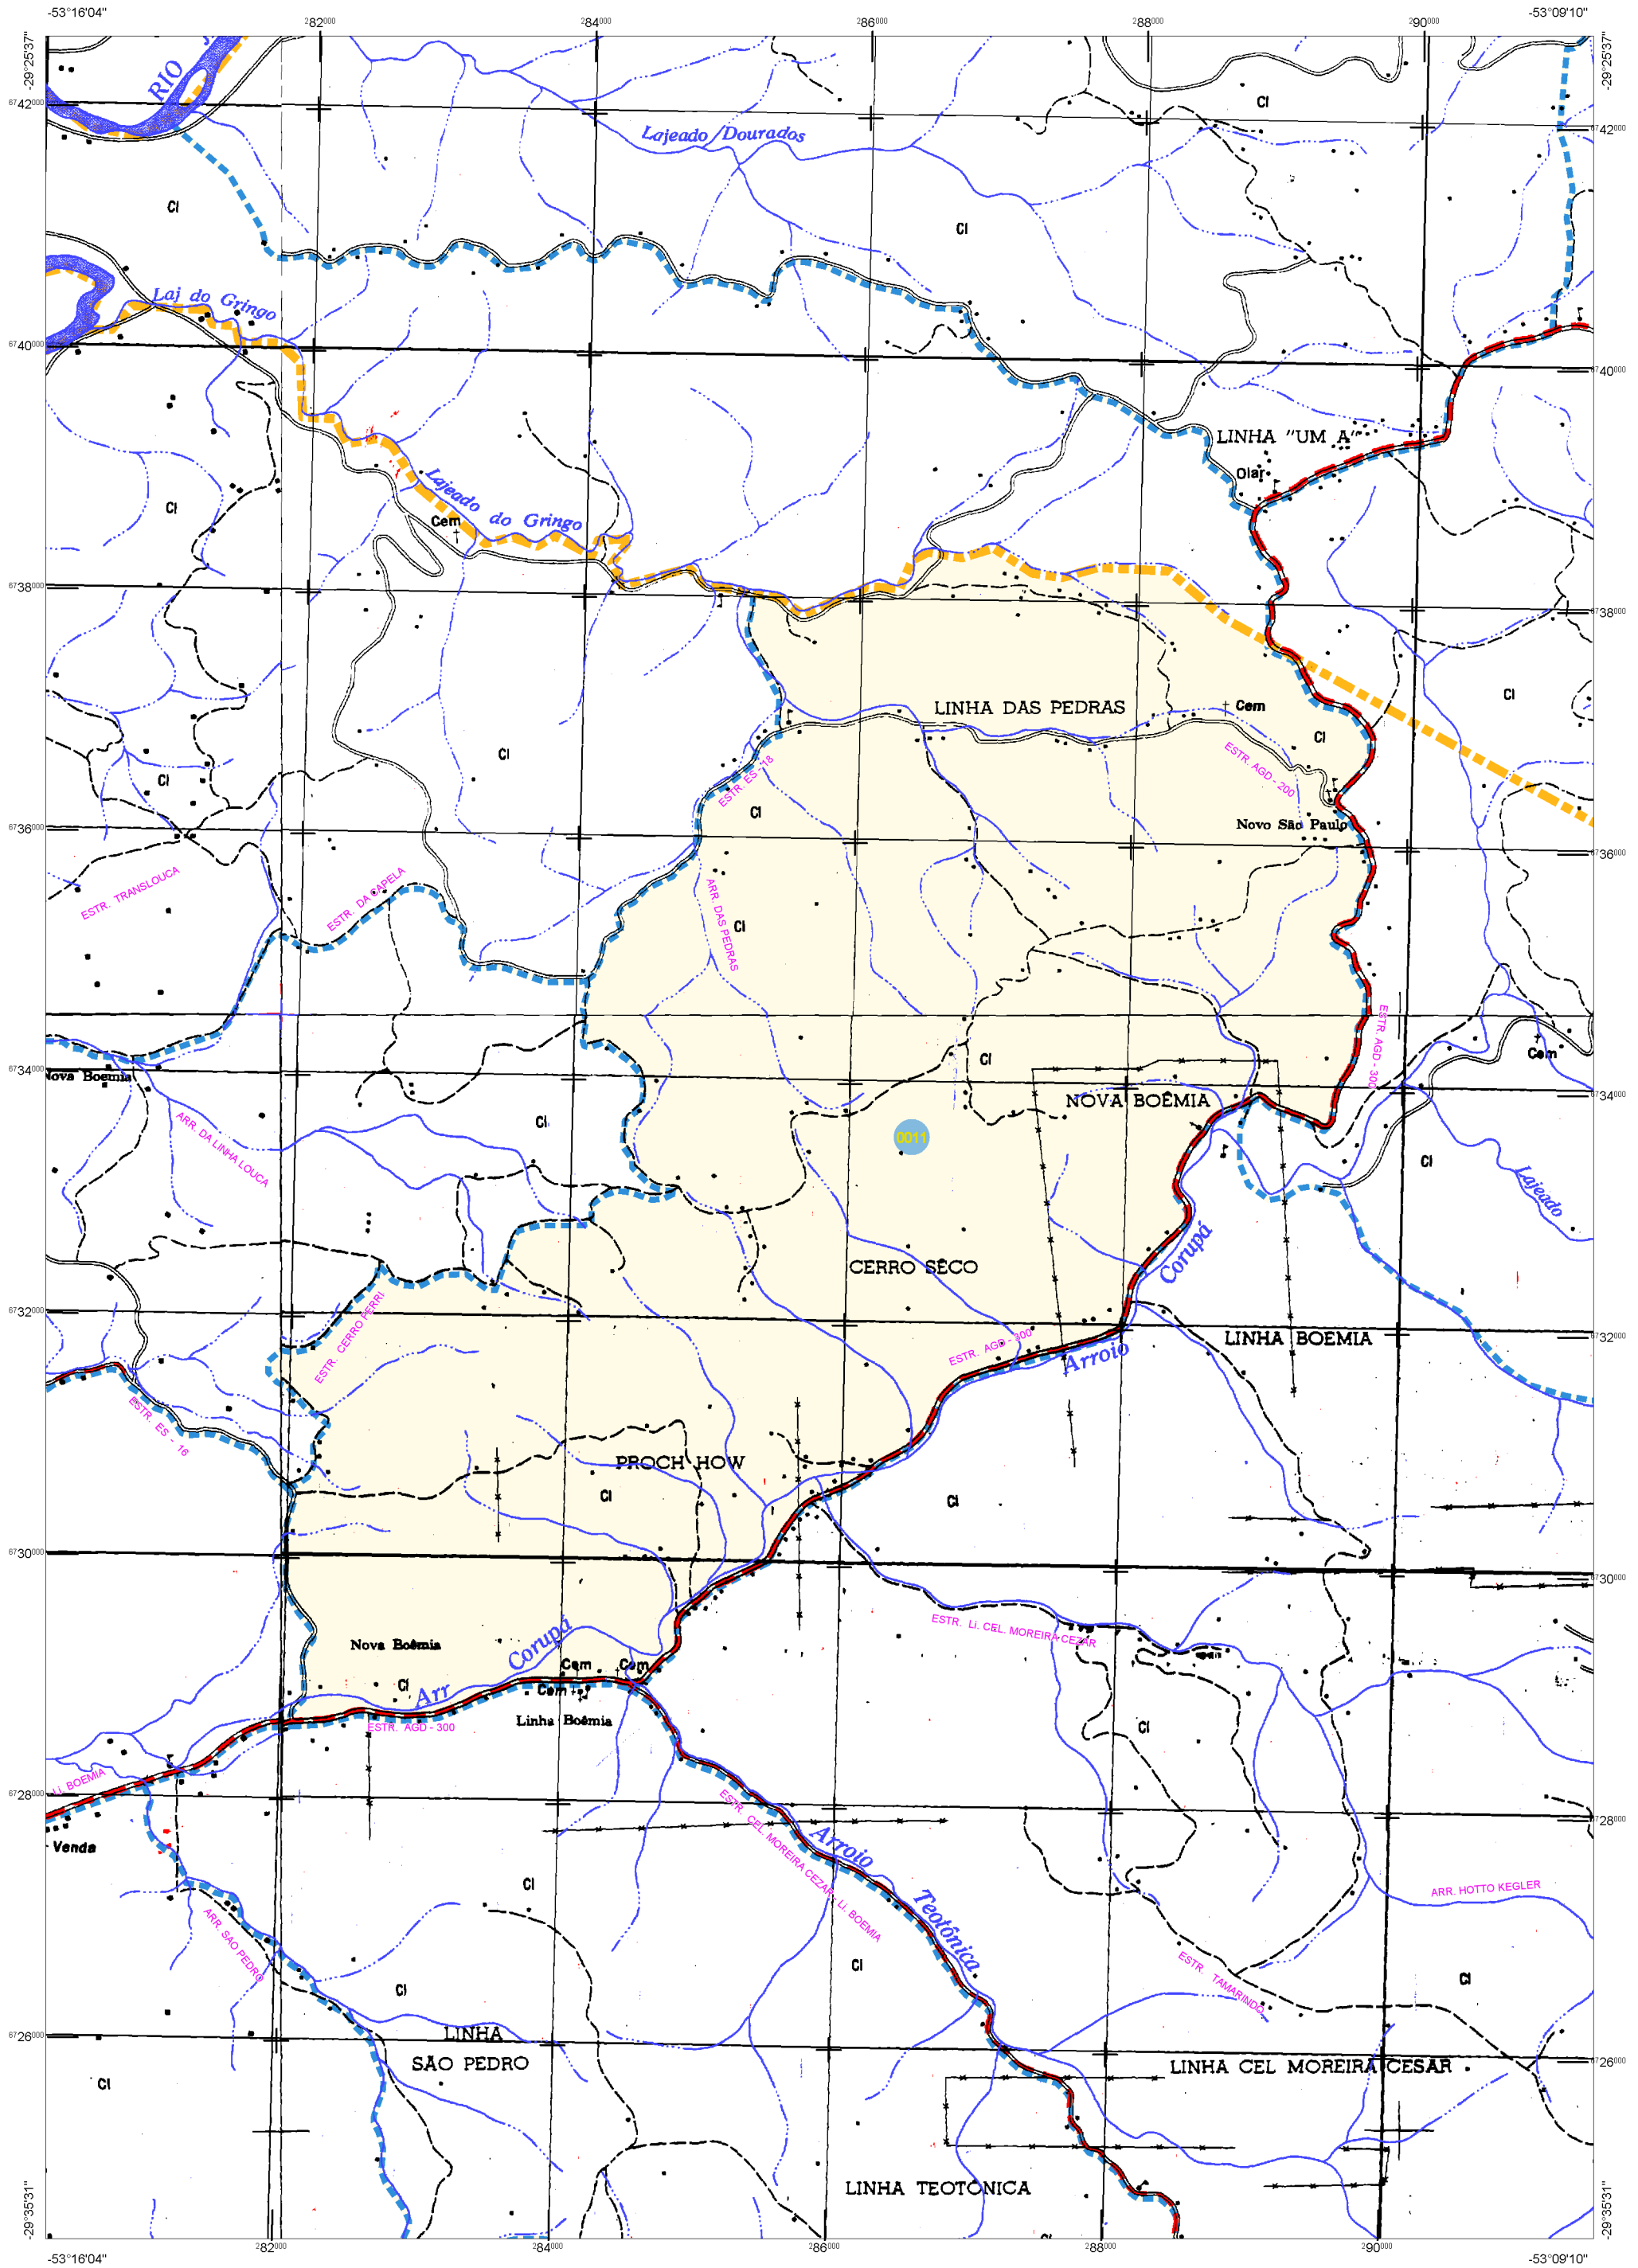 -53°16'04"
282000
284000
286000
288000
290000
-53°09'10"
-29°25'37"
-29°25'37"
RIO
6742000
Cl
Lajeado/Dourados
6742000
Cl
Cl
Laj do Gringo
6740000
6740000
LINHA "UM A"
Olar
Lajeado do Gringo
Cem
Cl
6738000
6738000
LINHA DAS PEDRAS
Cem
Cl
Cl
Cl
ESTR. ES - 18
ESTR. AGD - 200
Cl
Cl
6736000
Novo São Paulo
6736000
ESTR. TRANSLOUCA
ESTR. DA CAPELA
ARR. DAS PEDRAS
Cl
ESTR. AGD - 300
Cl
Cem
Nova Boemia
6734000
NOVA BOÊMIA
6734000
ARR. DA LINHA LOUCA
Cl
0011
Cl
Lajeado
Corupá
CERRO SÊCO
ESTR. CERRO FERRI
6732000
LINHA BOEMIA
6732000
ESTR. AGD - 300
Arroio
ESTR. ES - 16
PROCH HOW
Cl
Cl
6730000
6730000
ESTR. LI. CEL. MOREIRA CEZAR
Nova Boêmia
Corupá
Cem
Cem
Cl
Arr
Cem
ESTR. AGD - 300
Linha Boêmia
Cl
LI. BOEMIA
6728000
6728000
Venda
ESTR. CEL. MOREIRA CEZAR - LI. BOEMIA
Arroio
Teotônica
Cl
ARR. HOTTO KEGLER
ARR. SAO PEDRO
Cl
Cl
ESTR. TAMARINDO
Cl
6726000
LINHA
SÃO PEDRO
LINHA CEL MOREIRA CESAR
6726000
Cl
LINHA TEOTÔNICA
-29°35'31"
-29°35'31"
-53°16'04"
282000
284000
286000
288000
290000
-53°09'10"